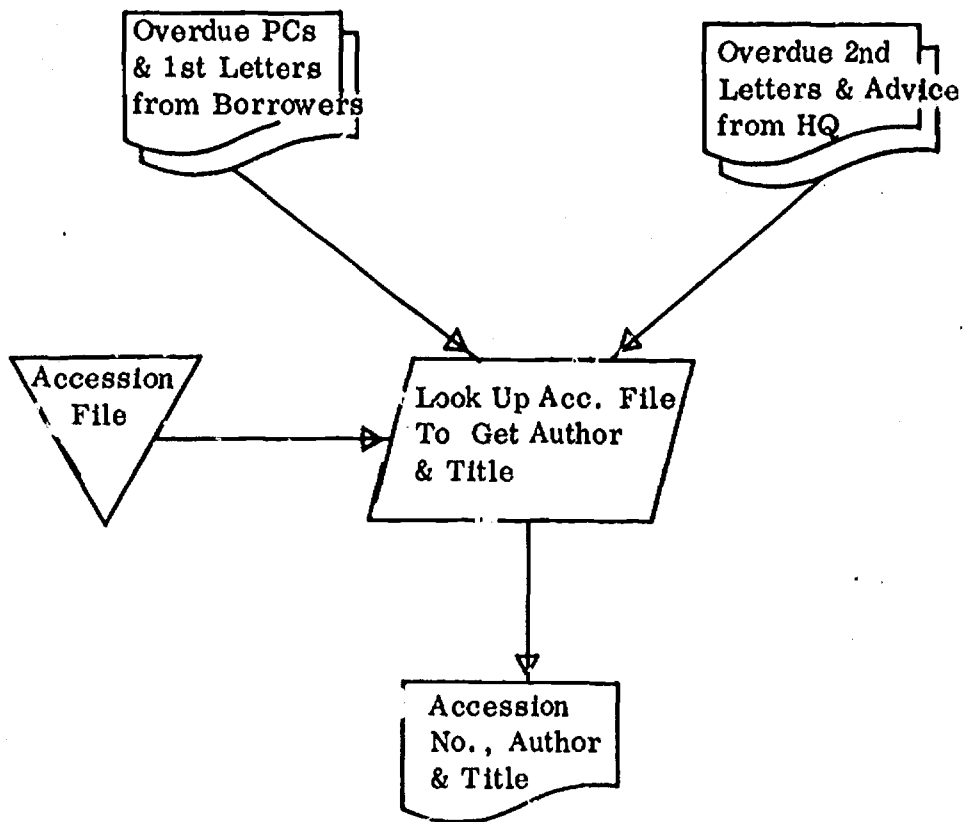 Overdue PCs
& 1st Letters
from Borrowers
Overdue 2nd
Letters & Advice
from HQ
Accession
File
Look Up Acc. File
To Get Author
& Title
Accession
No., Author
& Title